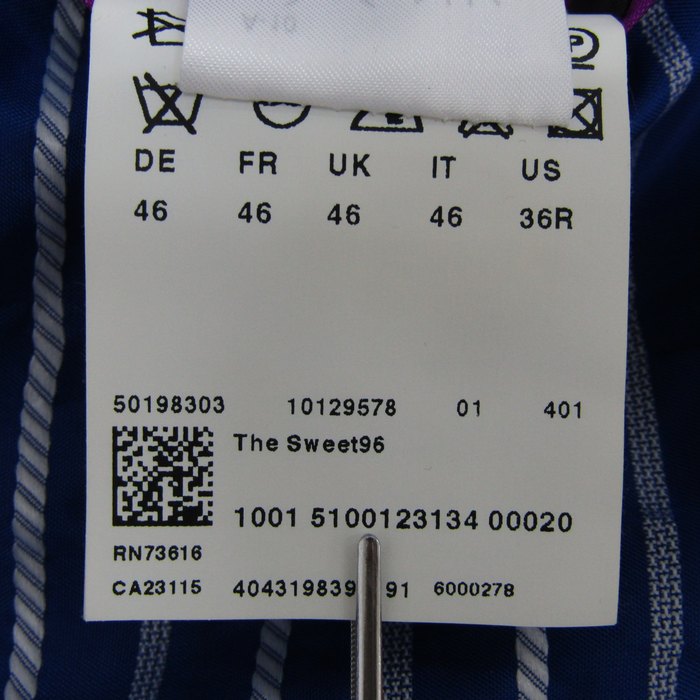 DE FR UK IT US
46 46 46 46 36R
50198303 10129578 01 401
The Sweet96
1001 5100123134 00020
RN73616
CA23115 404319839 91 6000278